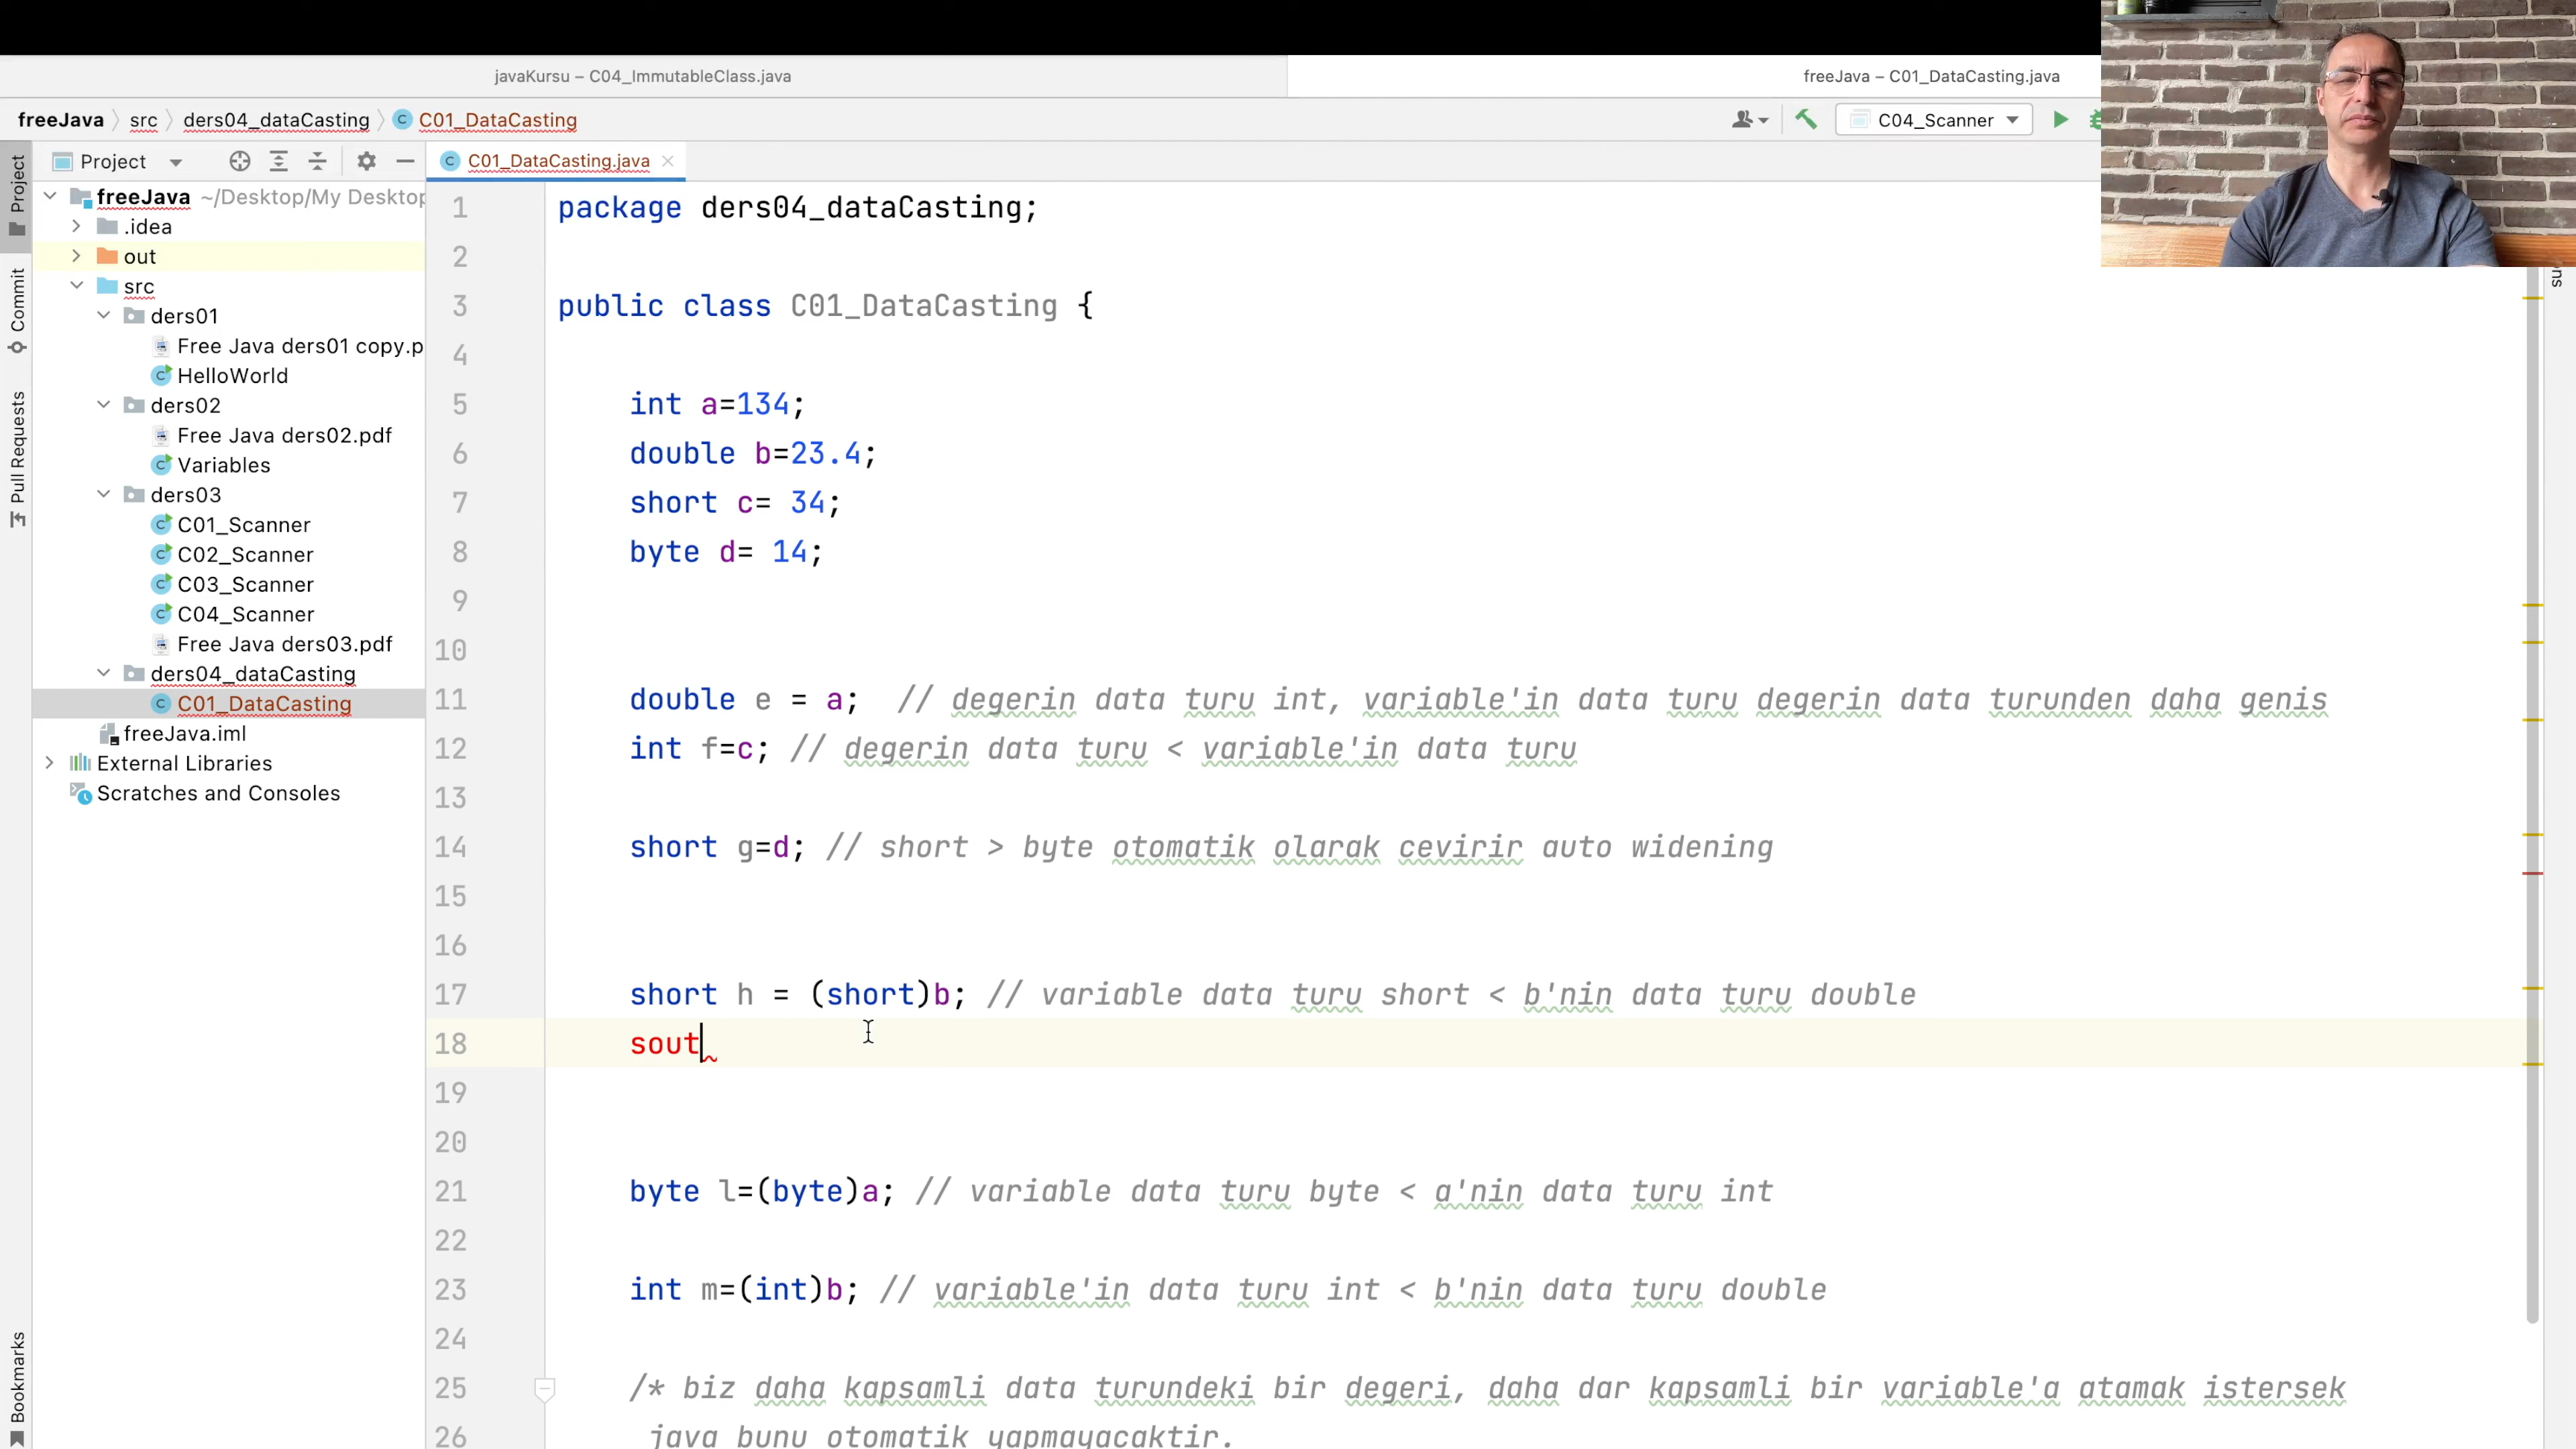 javaKursu – C04_ImmutableClass.java
freeJava – C01_DataCasting.java
freeJava src ders04_dataCasting C01_DataCasting
C04_Scanner
Project
C01_DataCasting.java
Project
Commit
Pull Requests
Bookmarks
freeJava ~/Desktop/My Desktop
.idea
out
src
ders01
Free Java ders01 copy.p
HelloWorld
ders02
Free Java ders02.pdf
Variables
ders03
C01_Scanner
C02_Scanner
C03_Scanner
C04_Scanner
Free Java ders03.pdf
ders04_dataCasting
C01_DataCasting
freeJava.iml
External Libraries
Scratches and Consoles
1 package ders04_dataCasting;
2
3 public class C01_DataCasting {
4
5 int a=134;
6 double b=23.4;
7 short c= 34;
8 byte d= 14;
9
10
11 double e = a; // degerin data turu int, variable'in data turu degerin data turunden daha genis
12 int f=c; // degerin data turu < variable'in data turu
13
14 short g=d; // short > byte otomatik olarak cevirir auto widening
15
16
17 short h = (short)b; // variable data turu short < b'nin data turu double
18 sout
19
20
21 byte l=(byte)a; // variable data turu byte < a'nin data turu int
22
23 int m=(int)b; // variable'in data turu int < b'nin data turu double
24
25 /* biz daha kapsamli data turundeki bir degeri, daha dar kapsamli bir variable'a atamak istersek
26 java bunu otomatik yapmayacaktir.